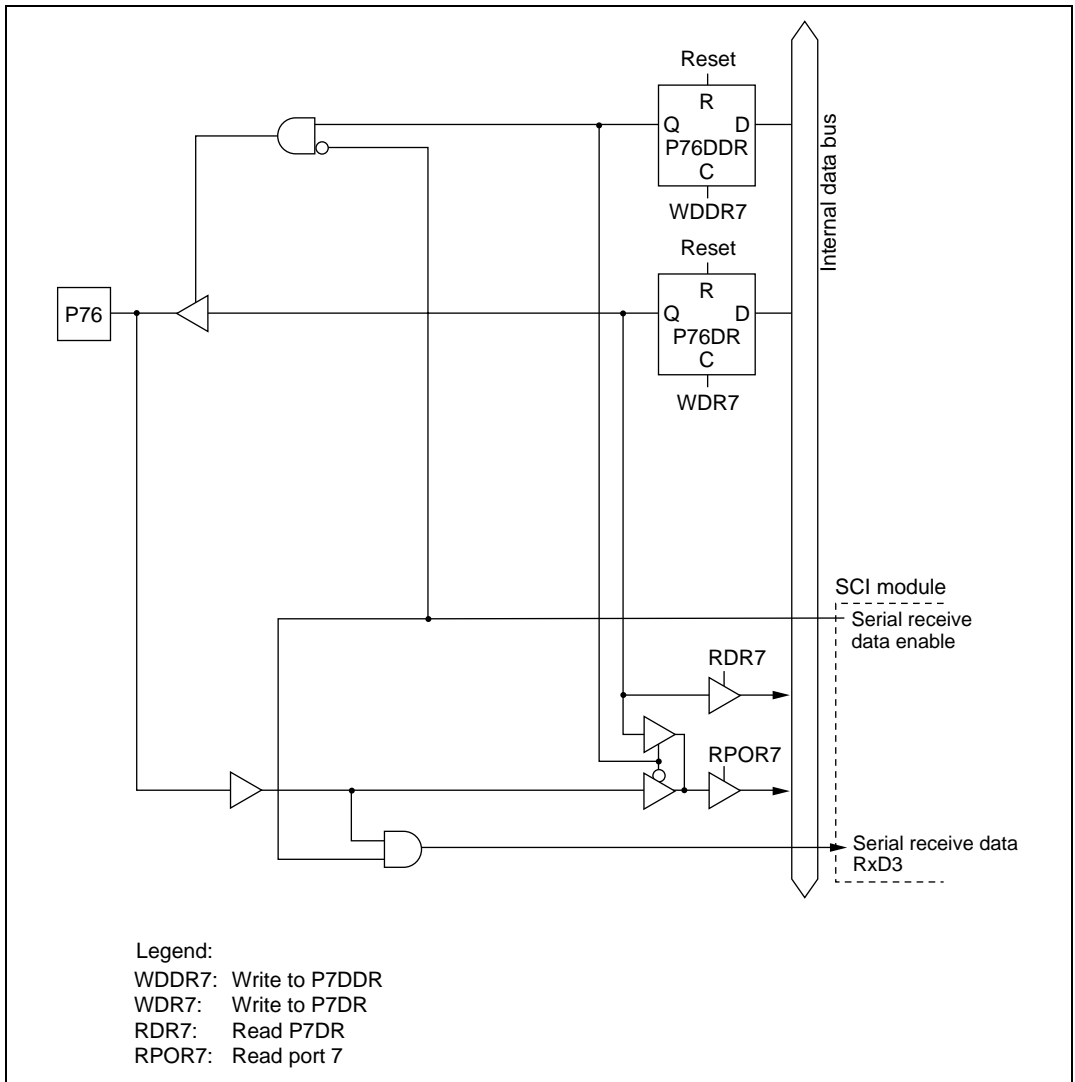 Reset
R
Q D
P76DDR
C
WDDR7
Internal data bus
Reset
R
P76
Q D
P76DR
C
WDR7
SCI module
Serial receive
data enable
RDR7
RPOR7
Serial receive data
RxD3
Legend:
WDDR7: Write to P7DDR
WDR7: Write to P7DR
RDR7: Read P7DR
RPOR7: Read port 7